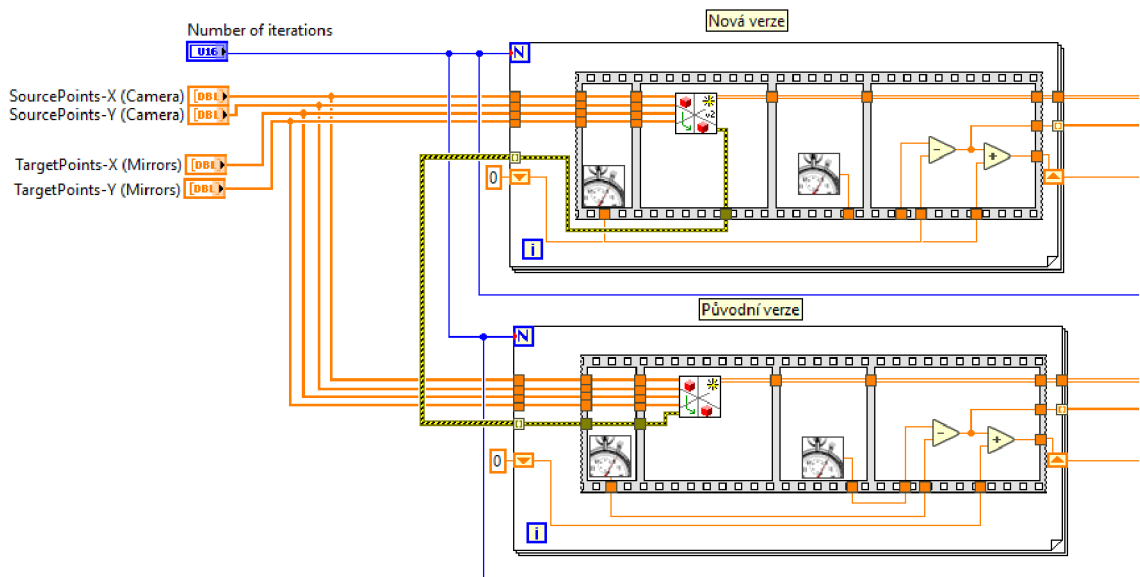 Nová verze
Number of iterations
U16
N
SourcePoints-X (Camera)
DBL
SourcePoints-Y (Camera)
DBL
v2
TargetPoints-X (Mirrors)
DBL
TargetPoints-Y (Mirrors)
DBL
0
- +
i
Původní verze
N
- +
0
i